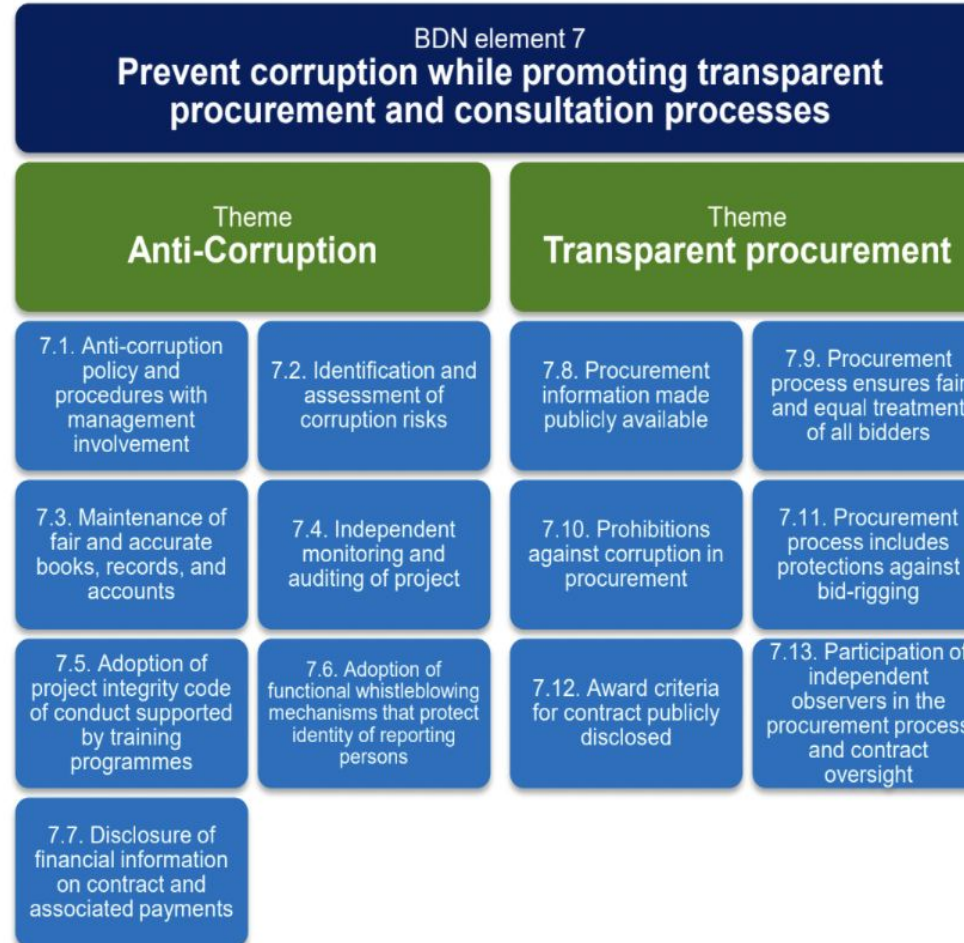 BDN element 7
Prevent corruption while promoting transparent
procurement and consultation processes
Theme
Anti-Corruption
Theme
Transparent procurement
7.1. Anti-corruption
policy and
procedures with
management
involvement
7.2. Identification and
assessment of
corruption risks
7.8. Procurement
information made
publicly available
7.9. Procurement
process ensures fair
and equal treatment
of all bidders
7.3. Maintenance of
fair and accurate
books, records, and
accounts
7.4. Independent
monitoring and
auditing of project
7.10. Prohibitions
against corruption in
procurement
7.11. Procurement
process includes
protections against
bid-rigging
7.5. Adoption of
project integrity code
of conduct supported
by training
programmes
7.6. Adoption of
functional whistleblowing
mechanisms that protect
identity of reporting
persons
7.12. Award criteria
for contract publicly
disclosed
7.13. Participation of
independent
observers in the
procurement process
and contract
oversight
7.7. Disclosure of
financial information
on contract and
associated payments